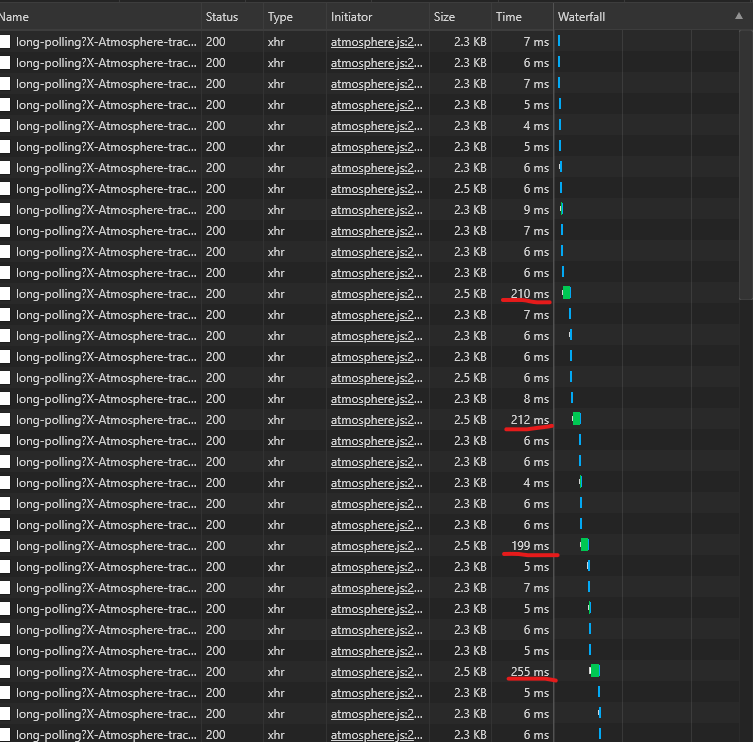 Name Status Type Initiator Size Time Waterfall
long-polling?X-Atmosphere-trac... 200 xhr atmosphere.js:2... 2.3 KB 7 ms
long-polling?X-Atmosphere-trac... 200 xhr atmosphere.js:2... 2.3 KB 6 ms
long-polling?X-Atmosphere-trac... 200 xhr atmosphere.js:2... 2.3 KB 7 ms
long-polling?X-Atmosphere-trac... 200 xhr atmosphere.js:2... 2.3 KB 5 ms
long-polling?X-Atmosphere-trac... 200 xhr atmosphere.js:2... 2.3 KB 4 ms
long-polling?X-Atmosphere-trac... 200 xhr atmosphere.js:2... 2.3 KB 5 ms
long-polling?X-Atmosphere-trac... 200 xhr atmosphere.js:2... 2.3 KB 6 ms
long-polling?X-Atmosphere-trac... 200 xhr atmosphere.js:2... 2.5 KB 6 ms
long-polling?X-Atmosphere-trac... 200 xhr atmosphere.js:2... 2.3 KB 9 ms
long-polling?X-Atmosphere-trac... 200 xhr atmosphere.js:2... 2.3 KB 7 ms
long-polling?X-Atmosphere-trac... 200 xhr atmosphere.js:2... 2.3 KB 6 ms
long-polling?X-Atmosphere-trac... 200 xhr atmosphere.js:2... 2.3 KB 6 ms
long-polling?X-Atmosphere-trac... 200 xhr atmosphere.js:2... 2.5 KB 210 ms
long-polling?X-Atmosphere-trac... 200 xhr atmosphere.js:2... 2.3 KB 7 ms
long-polling?X-Atmosphere-trac... 200 xhr atmosphere.js:2... 2.3 KB 6 ms
long-polling?X-Atmosphere-trac... 200 xhr atmosphere.js:2... 2.3 KB 6 ms
long-polling?X-Atmosphere-trac... 200 xhr atmosphere.js:2... 2.5 KB 6 ms
long-polling?X-Atmosphere-trac... 200 xhr atmosphere.js:2... 2.3 KB 8 ms
long-polling?X-Atmosphere-trac... 200 xhr atmosphere.js:2... 2.5 KB 212 ms
long-polling?X-Atmosphere-trac... 200 xhr atmosphere.js:2... 2.3 KB 6 ms
long-polling?X-Atmosphere-trac... 200 xhr atmosphere.js:2... 2.3 KB 6 ms
long-polling?X-Atmosphere-trac... 200 xhr atmosphere.js:2... 2.3 KB 4 ms
long-polling?X-Atmosphere-trac... 200 xhr atmosphere.js:2... 2.3 KB 6 ms
long-polling?X-Atmosphere-trac... 200 xhr atmosphere.js:2... 2.3 KB 6 ms
long-polling?X-Atmosphere-trac... 200 xhr atmosphere.js:2... 2.5 KB 199 ms
long-polling?X-Atmosphere-trac... 200 xhr atmosphere.js:2... 2.3 KB 5 ms
long-polling?X-Atmosphere-trac... 200 xhr atmosphere.js:2... 2.3 KB 7 ms
long-polling?X-Atmosphere-trac... 200 xhr atmosphere.js:2... 2.3 KB 5 ms
long-polling?X-Atmosphere-trac... 200 xhr atmosphere.js:2... 2.3 KB 6 ms
long-polling?X-Atmosphere-trac... 200 xhr atmosphere.js:2... 2.3 KB 5 ms
long-polling?X-Atmosphere-trac... 200 xhr atmosphere.js:2... 2.5 KB 255 ms
long-polling?X-Atmosphere-trac... 200 xhr atmosphere.js:2... 2.3 KB 5 ms
long-polling?X-Atmosphere-trac... 200 xhr atmosphere.js:2... 2.3 KB 6 ms
long-polling?X-Atmosphere-trac... 200 xhr atmosphere.js:2... 2.3 KB 5 ms